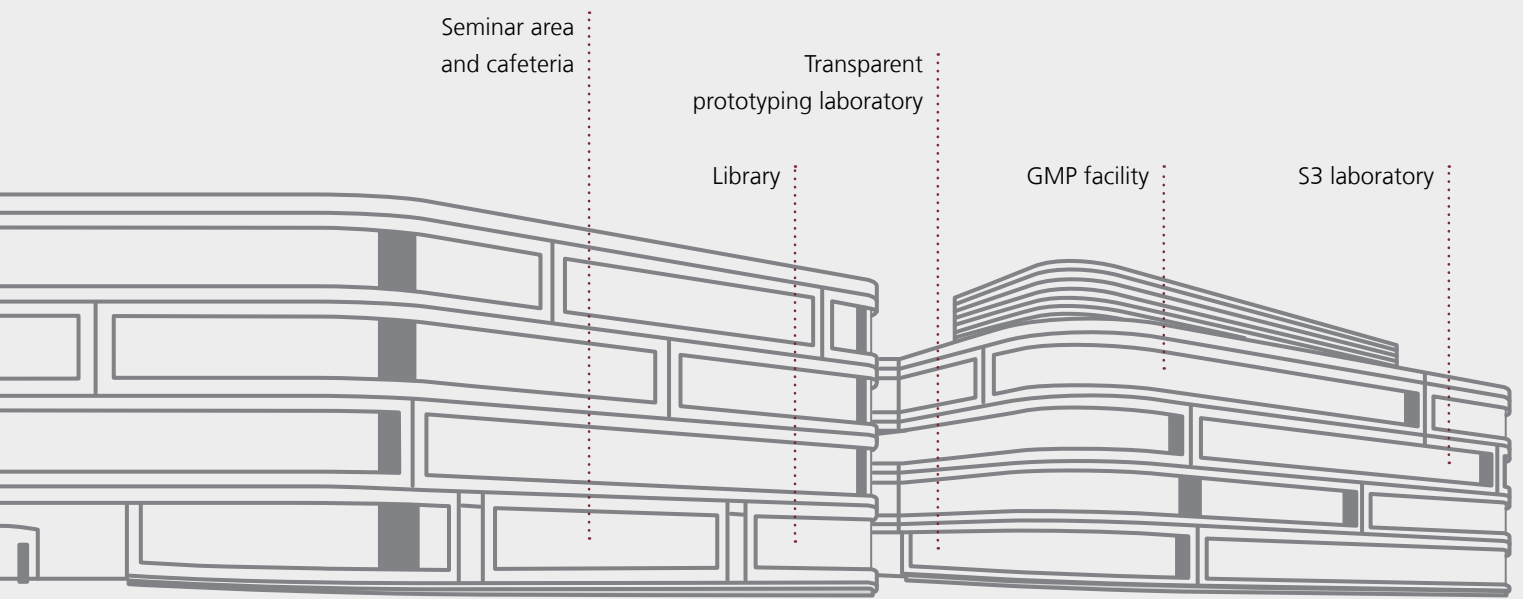 Seminar area
and cafeteria
Transparent
prototyping laboratory
Library
GMP facility
S3 laboratory